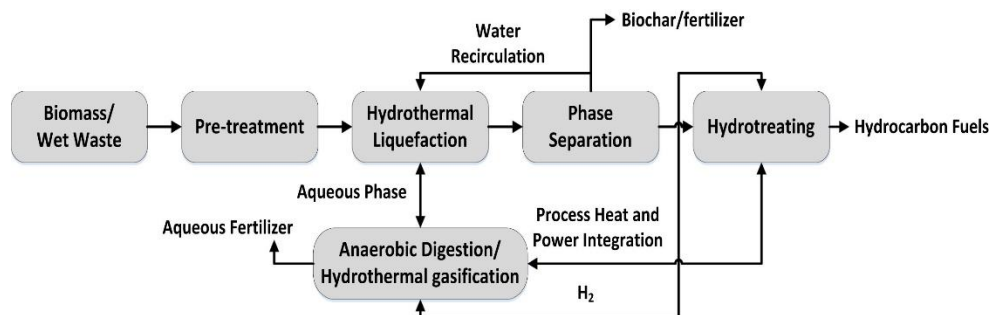 Biochar/fertilizer
Water
Recirculation
Biomass/
Wet Waste
Pre-treatment
Hydrothermal
Liquefaction
Phase
Separation
Hydrotreating
Hydrocarbon Fuels
Aqueous Phase
Process Heat and
Power Integration
Aqueous Fertilizer
Anaerobic Digestion/
Hydrothermal gasification
H₂